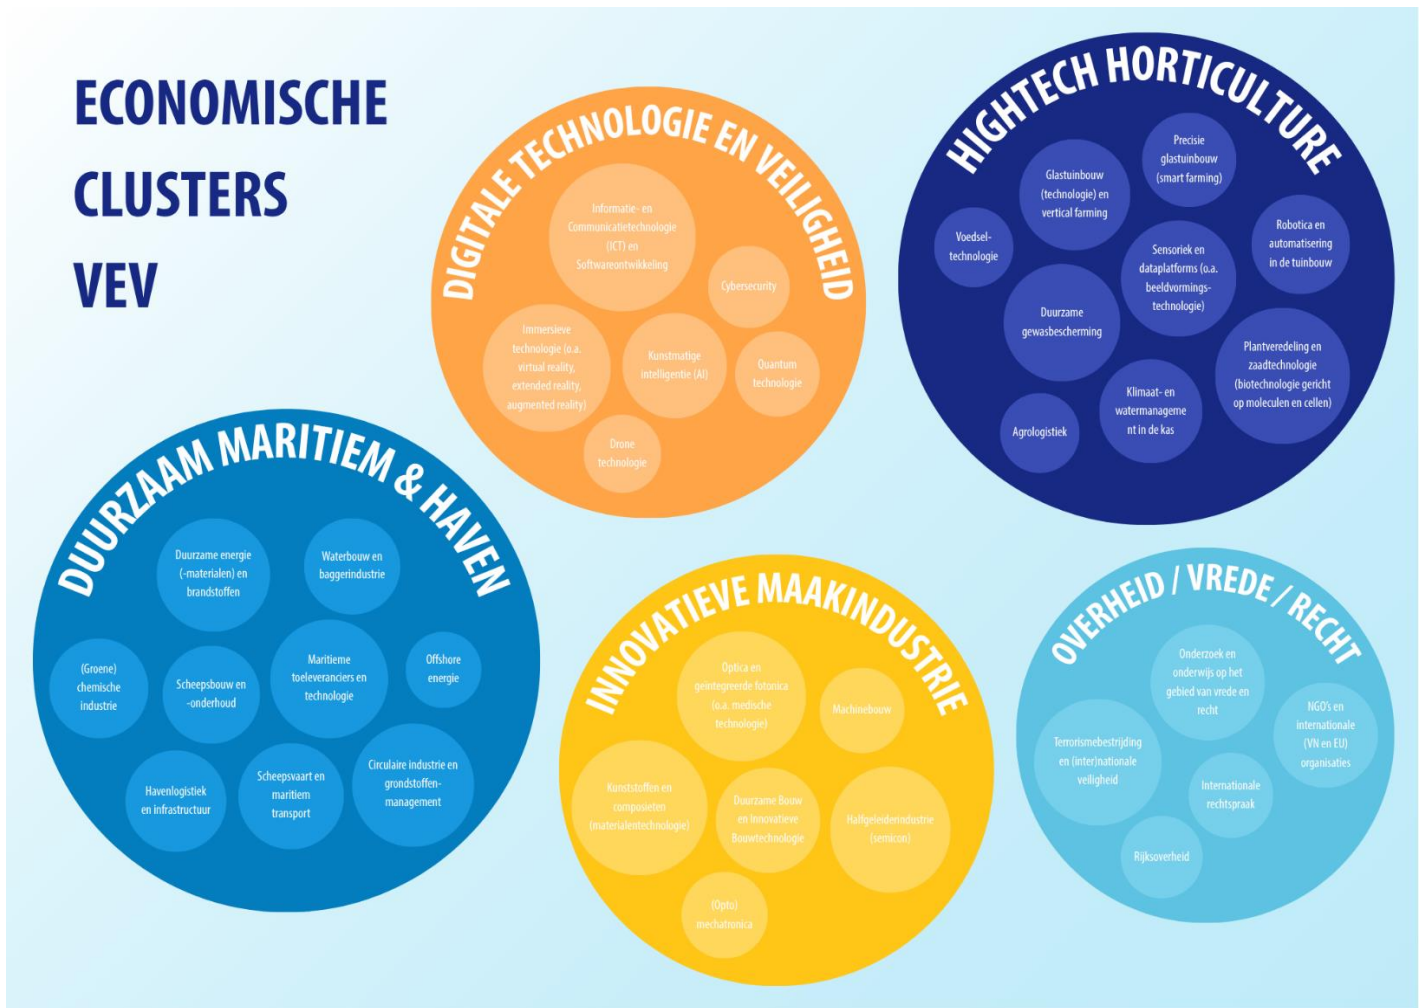 ECONOMISCHE
CLUSTERS
VEV
DIGITALE TECHNOLOGIE EN VEILIGHEID
Informatie- en
Communicatietechnologie
(ICT) en
Softwareontwikkeling
Cybersecurity
Immersieve
technologie (o.a.
virtual reality,
extended reality,
augmented reality)
Kunstmatige
intelligentie (AI)
Quantum
technologie
Drone
technologie
HIGHTECH HORTICULTURE
Precisie
glastuinbouw
(smart farming)
Glastuinbouw
(technologie) en
vertical farming
Voedsel-
technologie
Sensoriek en
dataplatforms (o.a.
beeldvormings-
technologie)
Robotica en
automatisering
in de tuinbouw
Duurzame
gewasbescherming
Plantveredeling en
zaadtechnologie
(biotechnologie gericht
op moleculen en cellen)
Klimaat- en
watermanageme
nt in de kas
Agrologistiek
DUURZAAM MARITIEM & HAVEN
Duurzame energie
(-materialen) en
brandstoffen
Waterbouw en
baggerindustrie
(Groene)
chemische
industrie
Scheepsbouw en
-onderhoud
Maritieme
toeleveranciers en
technologie
Offshore
energie
Havenlogistiek
en infrastructuur
Scheepsvaart en
maritiem
transport
Circulaire industrie en
grondstoffen-
management
INNOVATIEVE MAAKINDUSTRIE
Optica en
geïntegreerde fotonica
(o.a. medische
technologie)
Machinebouw
Kunststoffen en
composieten
(materialentechnologie)
Duurzame Bouw
en innovatieve
Bouwtechnologie
Halfgeleiderindustrie
(semicon)
(Opto)
mechatronica
OVERHEID / VREDE / RECHT
Onderzoek en
onderwijs op het
gebied van vrede en
recht
NGO's en
internationale
(VN en EU)
organisaties
Terrorismebestrijding
en (inter)nationale
veiligheid
Internationale
rechtspraak
Rijksoverheid